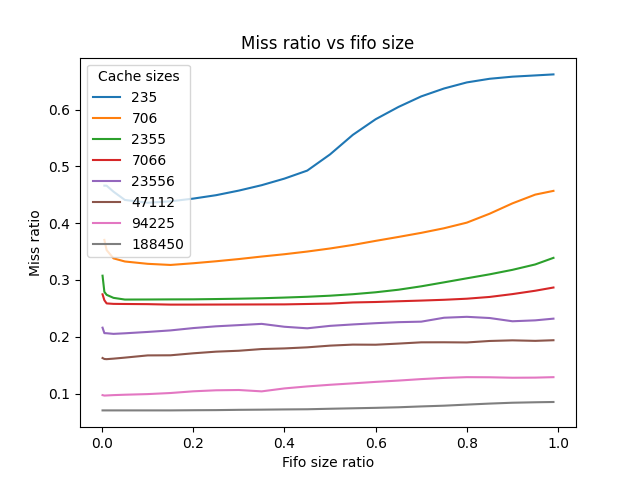 Miss ratio vs fifo size
Cache sizes
235
706
2355
7066
23556
47112
94225
188450
Miss ratio
0.6
0.5
0.4
0.3
0.2
0.1
0.0 0.2 0.4 0.6 0.8 1.0
Fifo size ratio